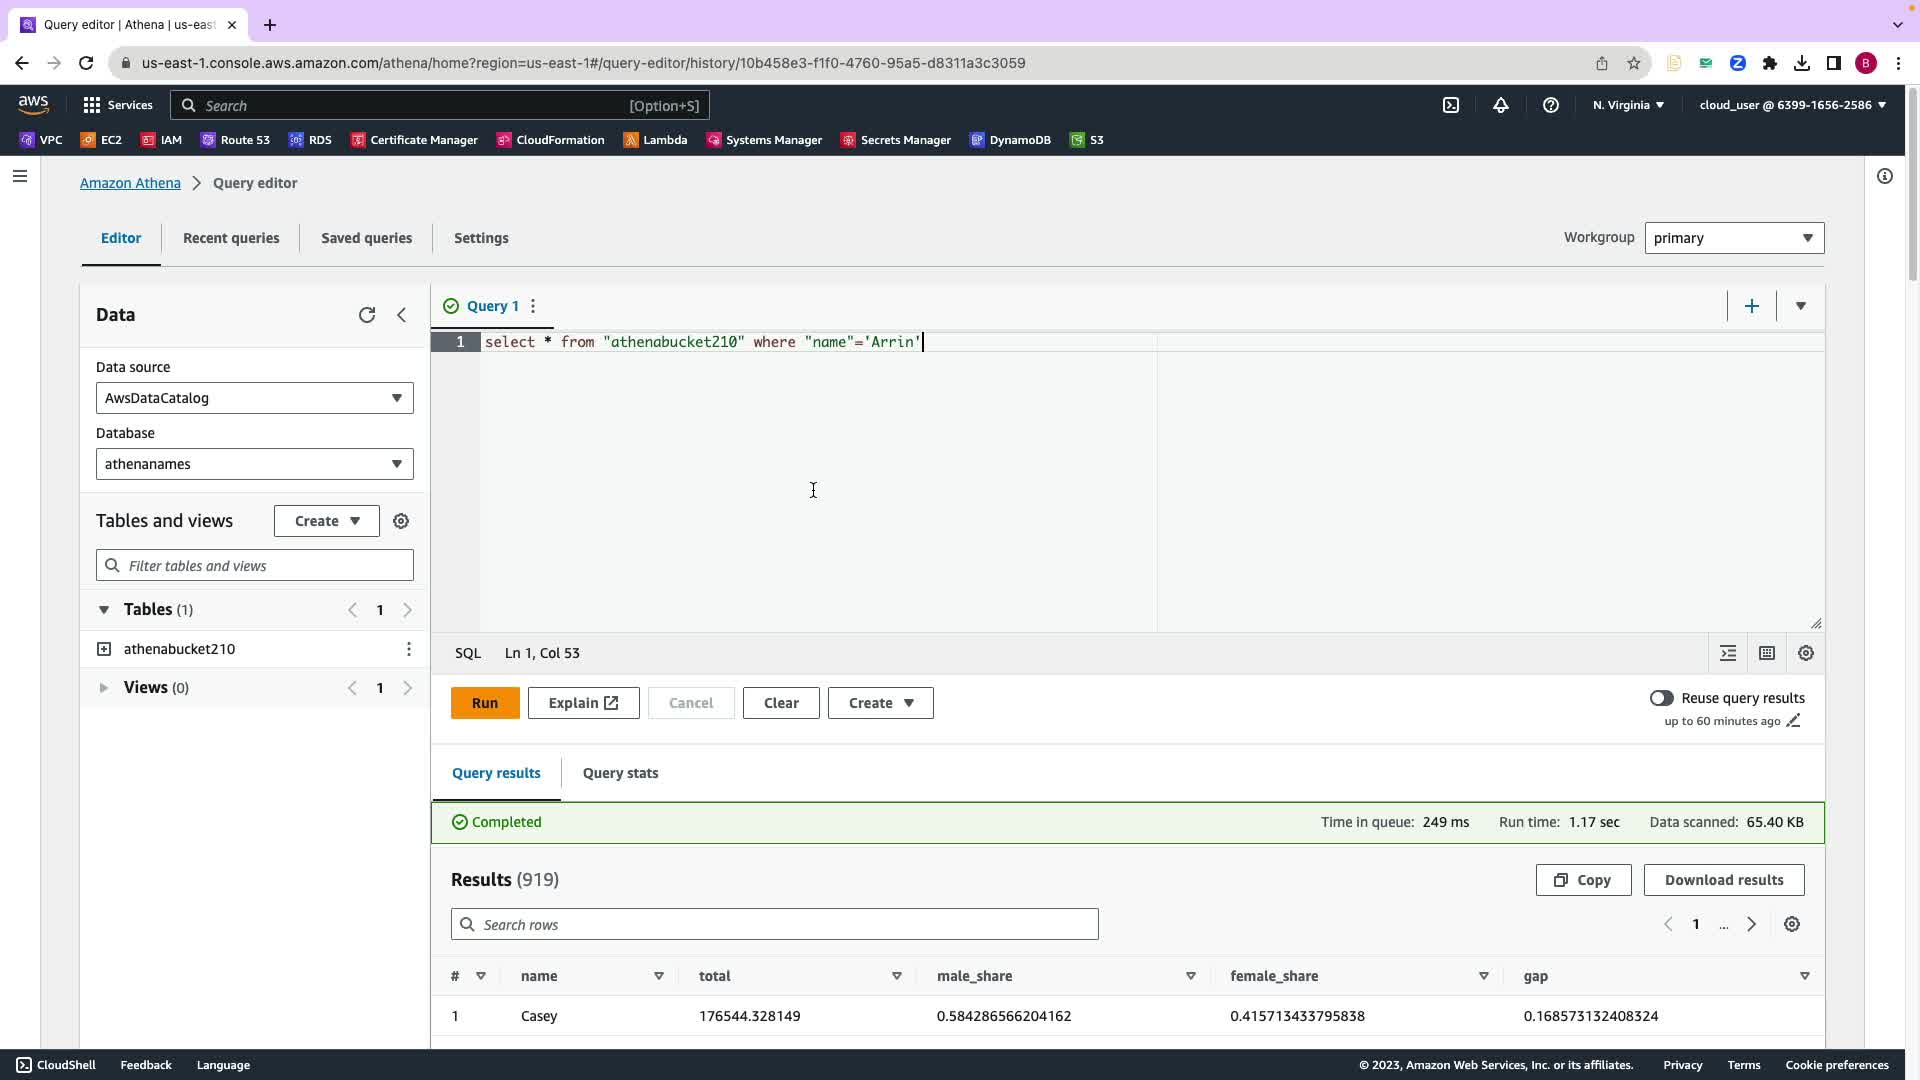 Query editor | Athena | us-east
us-east-1.console.aws.amazon.com/athena/home?region=us-east-1#/query-editor/history/10b458e3-f1f0-4760-95a5-d8311a3c3059
B
aws Services Search [Option+S] N. Virginia cloud_user @ 6399-1656-2586
VPC EC2 IAM Route 53 RDS Certificate Manager CloudFormation Lambda Systems Manager Secrets Manager DynamoDB S3
Amazon Athena > Query editor
Editor Recent queries Saved queries Settings Workgroup primary
Data
Data source
AwsDataCatalog
Database
athenanames
Tables and views Create
Filter tables and views
Tables (1) < 1 >
athenabucket210
Views (0) < 1 >
Query 1
1 select * from "athenabucket210" where "name"='Arrin'
SQL Ln 1, Col 53
Run Explain Cancel Clear Create Reuse query results
up to 60 minutes ago
Query results Query stats
Completed Time in queue: 249 ms Run time: 1.17 sec Data scanned: 65.40 KB
Results (919) Copy Download results
Search rows < 1 ... >
# name total male_share female_share gap
1 Casey 176544.328149 0.584286566204162 0.415713433795838 0.168573132408324
CloudShell Feedback Language © 2023, Amazon Web Services, Inc. or its affiliates. Privacy Terms Cookie preferences